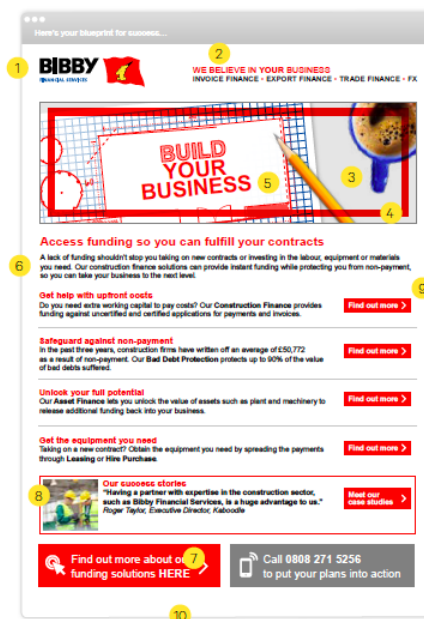 Here's your blueprint for success...
1
BIBBY
FINANCIAL SERVICES
2
WE BELIEVE IN YOUR BUSINESS
INVOICE FINANCE • EXPORT FINANCE • TRADE FINANCE • FX
BUILD
YOUR
BUSINESS
5
3
4
Access funding so you can fulfill your contracts
6
A lack of funding shouldn't stop you taking on new contracts or investing in the labour, equipment or materials
you need. Our construction finance solutions can provide instant funding while protecting you from non-payment,
so you can take your business to the next level.
9
Get help with upfront costs
Do you need extra working capital to pay costs? Our Construction Finance provides
funding against uncertified and certified applications for payments and invoices.
Find out more
Safeguard against non-payment
In the past three years, construction firms have written off an average of £50,772
as a result of non-payment. Our Bad Debt Protection protects up to 90% of the value
of bad debts suffered.
Find out more
Unlock your full potential
Our Asset Finance lets you unlock the value of assets such as plant and machinery to
release additional funding back into your business.
Find out more
Get the equipment you need
Taking on a new contract? Obtain the equipment you need by spreading the payments
through Leasing or Hire Purchase.
Find out more
8
Our success stories
"Having a partner with expertise in the construction sector,
such as Bibby Financial Services, is a huge advantage to us."
Roger Taylor, Executive Director, Kaboodle
Meet our
case studies
Find out more about
funding solutions HERE
7
Call 0808 271 5256
to put your plans into action
10